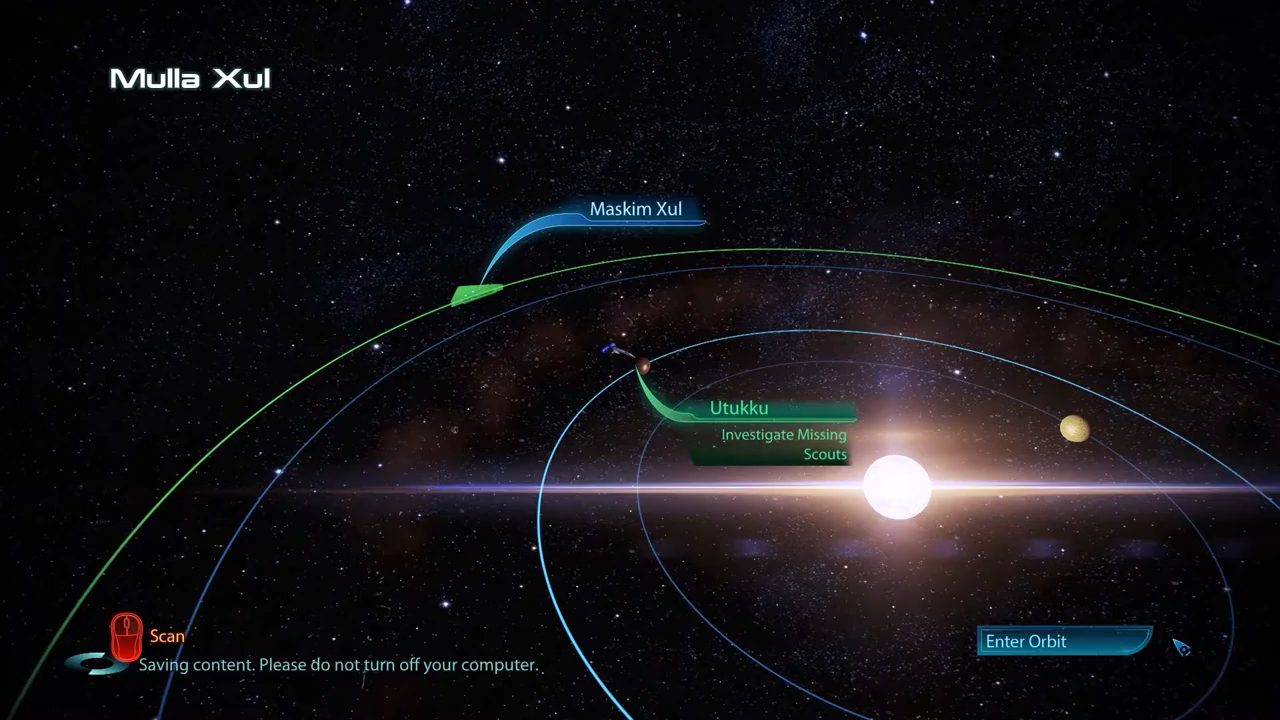 Mulla Xul
Maskim Xul
Utukku
Investigate Missing
Scouts
Scan
Enter Orbit
Saving content. Please do not turn off your computer.